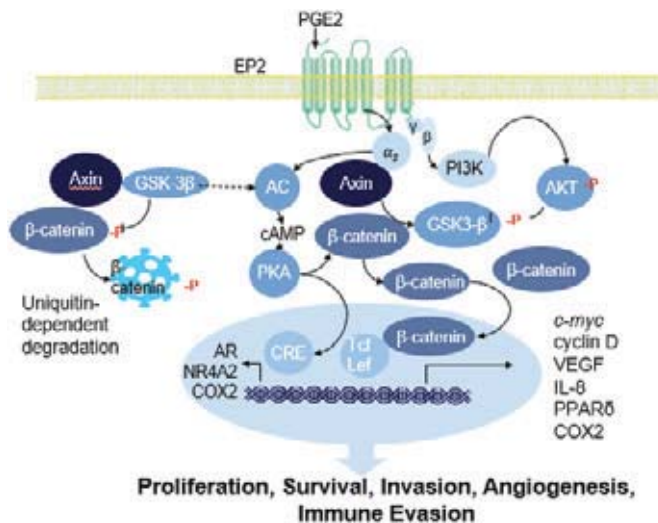 PGE2
EP2
γ
β
αs
PI3K
Axin
GSK 3β
AC
Axin
AKT
-P
GSK3-β
-P
β-catenin
-P
cAMP
β-catenin
β-catenin
β
catenin
-P
PKA
β-catenin
Uniquitin-
dependent
degradation
β-catenin
c-myc
cyclin D
VEGF
IL-8
PPARδ
COX2
AR
NR4A2
COX2
CRE
Tcf
Lef
Proliferation, Survival, Invasion, Angiogenesis,
Immune Evasion